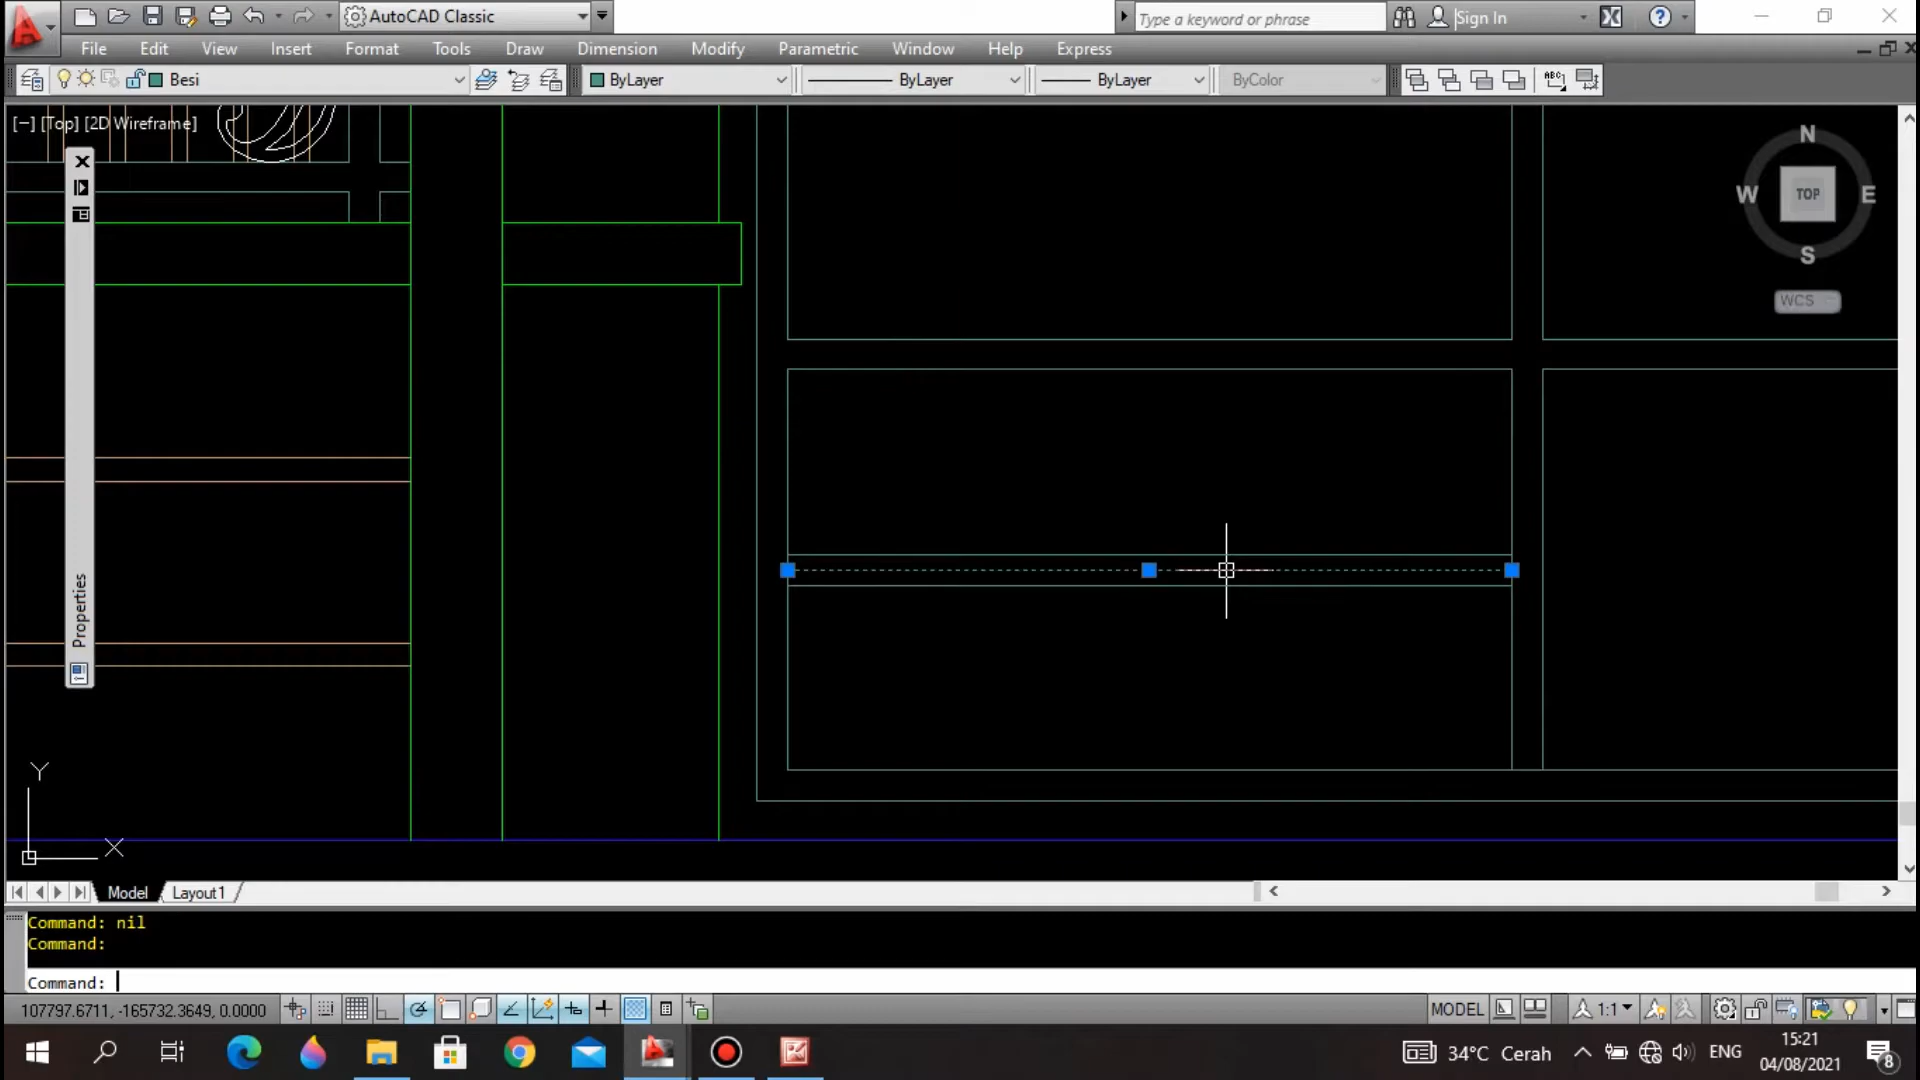 AutoCAD Classic
Type a keyword or phrase
Sign In
File Edit View Insert Format Tools Draw Dimension Modify Parametric Window Help Express
Besi
ByLayer
ByLayer
ByLayer
ByColor
ABC
[−] [Top] [2D Wireframe]
N
W
TOP
E
S
WCS
Properties
Y
X
Model
Layout1
Command: nil
Command:
Command:
107797.6711, -165732.3649, 0.0000
MODEL
1:1
34°C Cerah
ENG
15:21
04/08/2021
8